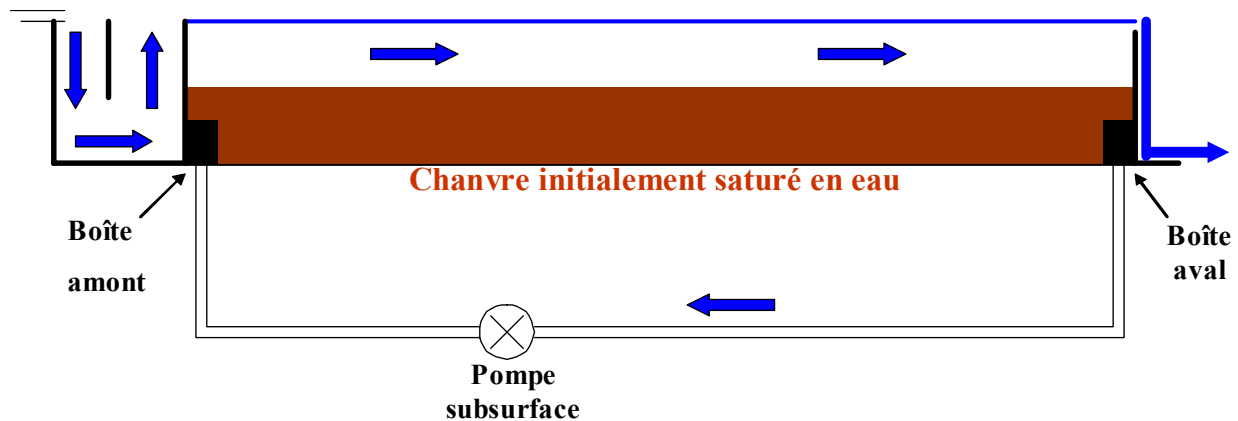 Chanvre initialement saturé en eau
Boîte
amont
Boîte
aval
Pompe
subsurface